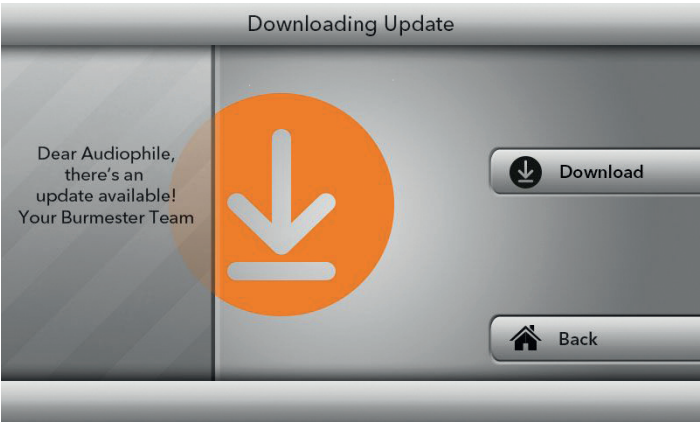 Downloading Update
Dear Audiophile,
there's an
update available!
Your Burmester Team
Download
Back